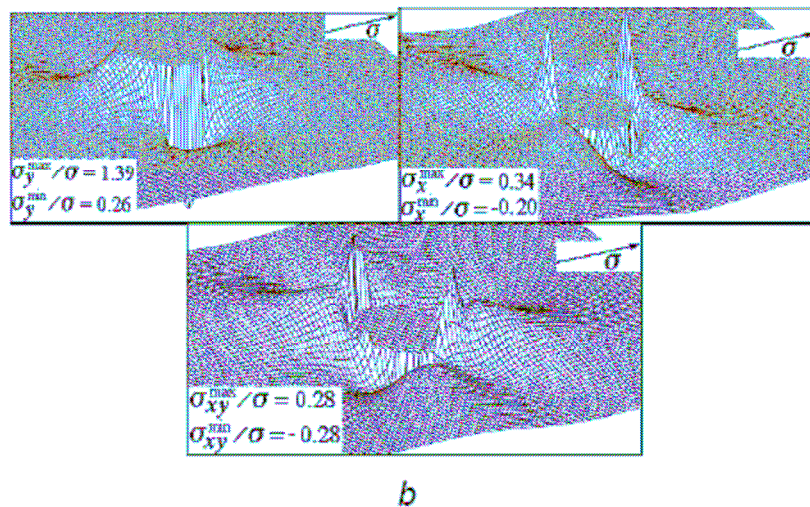 σ
σ
σ_y^max/σ = 1.39
σ_y^min/σ = 0.26
σ_x^max/σ = 0.34
σ_x^min/σ = -0.20
σ
σ_xy^max/σ = 0.28
σ_xy^min/σ = - 0.28
b